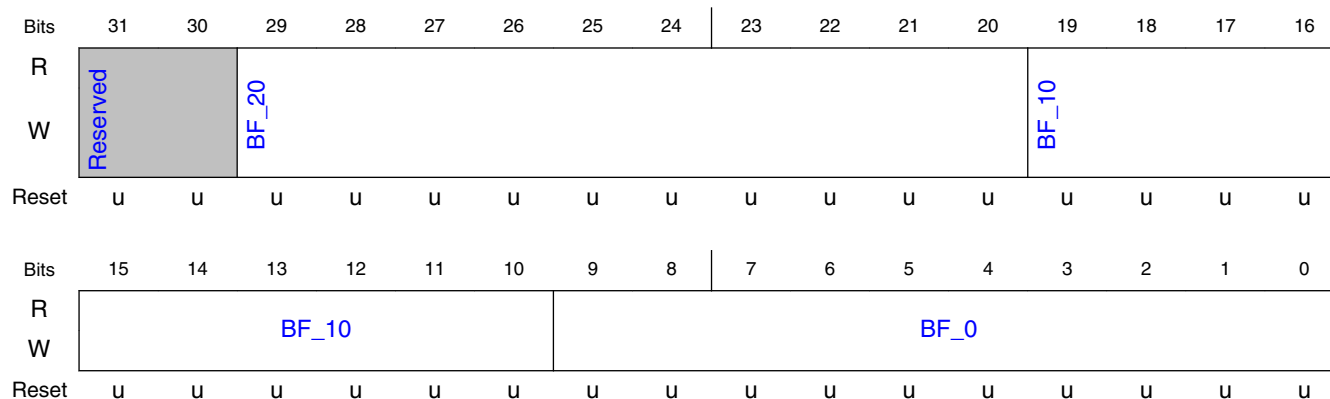 Bits 31 30 29 28 27 26 25 24 23 22 21 20 19 18 17 16
R
W
Reserved
BF_20
BF_10
Reset u u u u u u u u u u u u u u u u
Bits 15 14 13 12 11 10 9 8 7 6 5 4 3 2 1 0
R
W
BF_10 BF_0
Reset u u u u u u u u u u u u u u u u